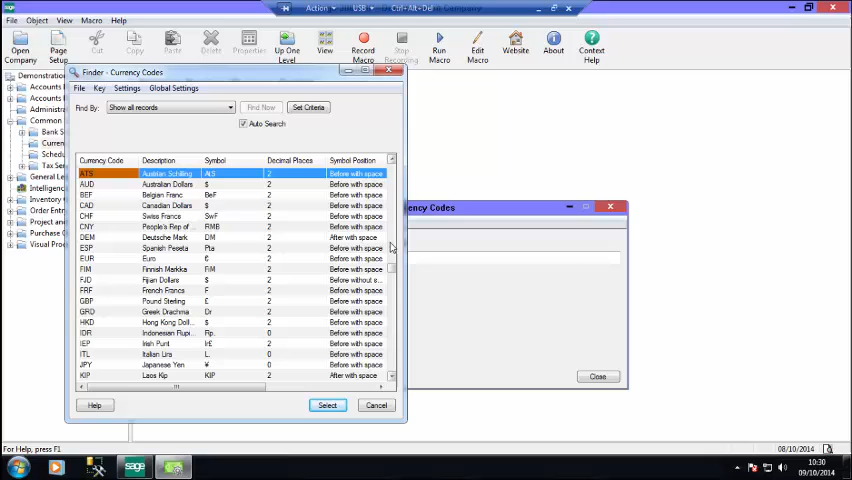 Action USB Ctrl+Alt+Del
File Object View Macro Help
Open Company
Page Setup
Cut
Copy
Paste
Delete
Properties
Up One Level
View
Record Macro
Stop Recording
Run Macro
Edit Macro
Website
About
Context Help
Demonstration
Accounts
Accounts
Administra
Common
Bank S
Curren
Sched
Tax Se
General Le
Intelligenc
Inventory
Order Entr
Project and
Purchase
Visual Proc
Finder - Currency Codes
File Key Settings Global Settings
Find By: Show all records Find Now Set Criteria
Auto Search
Currency Code Description Symbol Decimal Places Symbol Position
ATS Austrian Schilling AtS 2 Before with space
AUD Australian Dollars $ 2 Before with space
BEF Belgian Franc BeF 2 Before with space
CAD Canadian Dollars $ 2 Before with space
CHF Swiss Francs SwF 2 Before with space
CNY People's Rep of ... RMB 2 Before with space
DEM Deutsche Mark DM 2 After with space
ESP Spanish Peseta Pta 2 Before with space
EUR Euro € 2 Before with space
FIM Finnish Markka FiM 2 Before with space
FJD Fijian Dollars $ 2 Before without s...
FRF French Francs F 2 Before with space
GBP Pound Sterling £ 2 Before with space
GRD Greek Drachma Dr 2 Before with space
HKD Hong Kong Doll... $ 2 Before with space
IDR Indonesian Rupi... Rp. 0 Before with space
IEP Irish Punt Ir£ 2 Before with space
ITL Italian Lira L. 0 Before with space
JPY Japanese Yen ¥ 0 Before with space
KIP Laos Kip KIP 2 After with space
Help Select Cancel
ency Codes
Close
For Help, press F1
08/10/2014
sage
10:30
09/10/2014